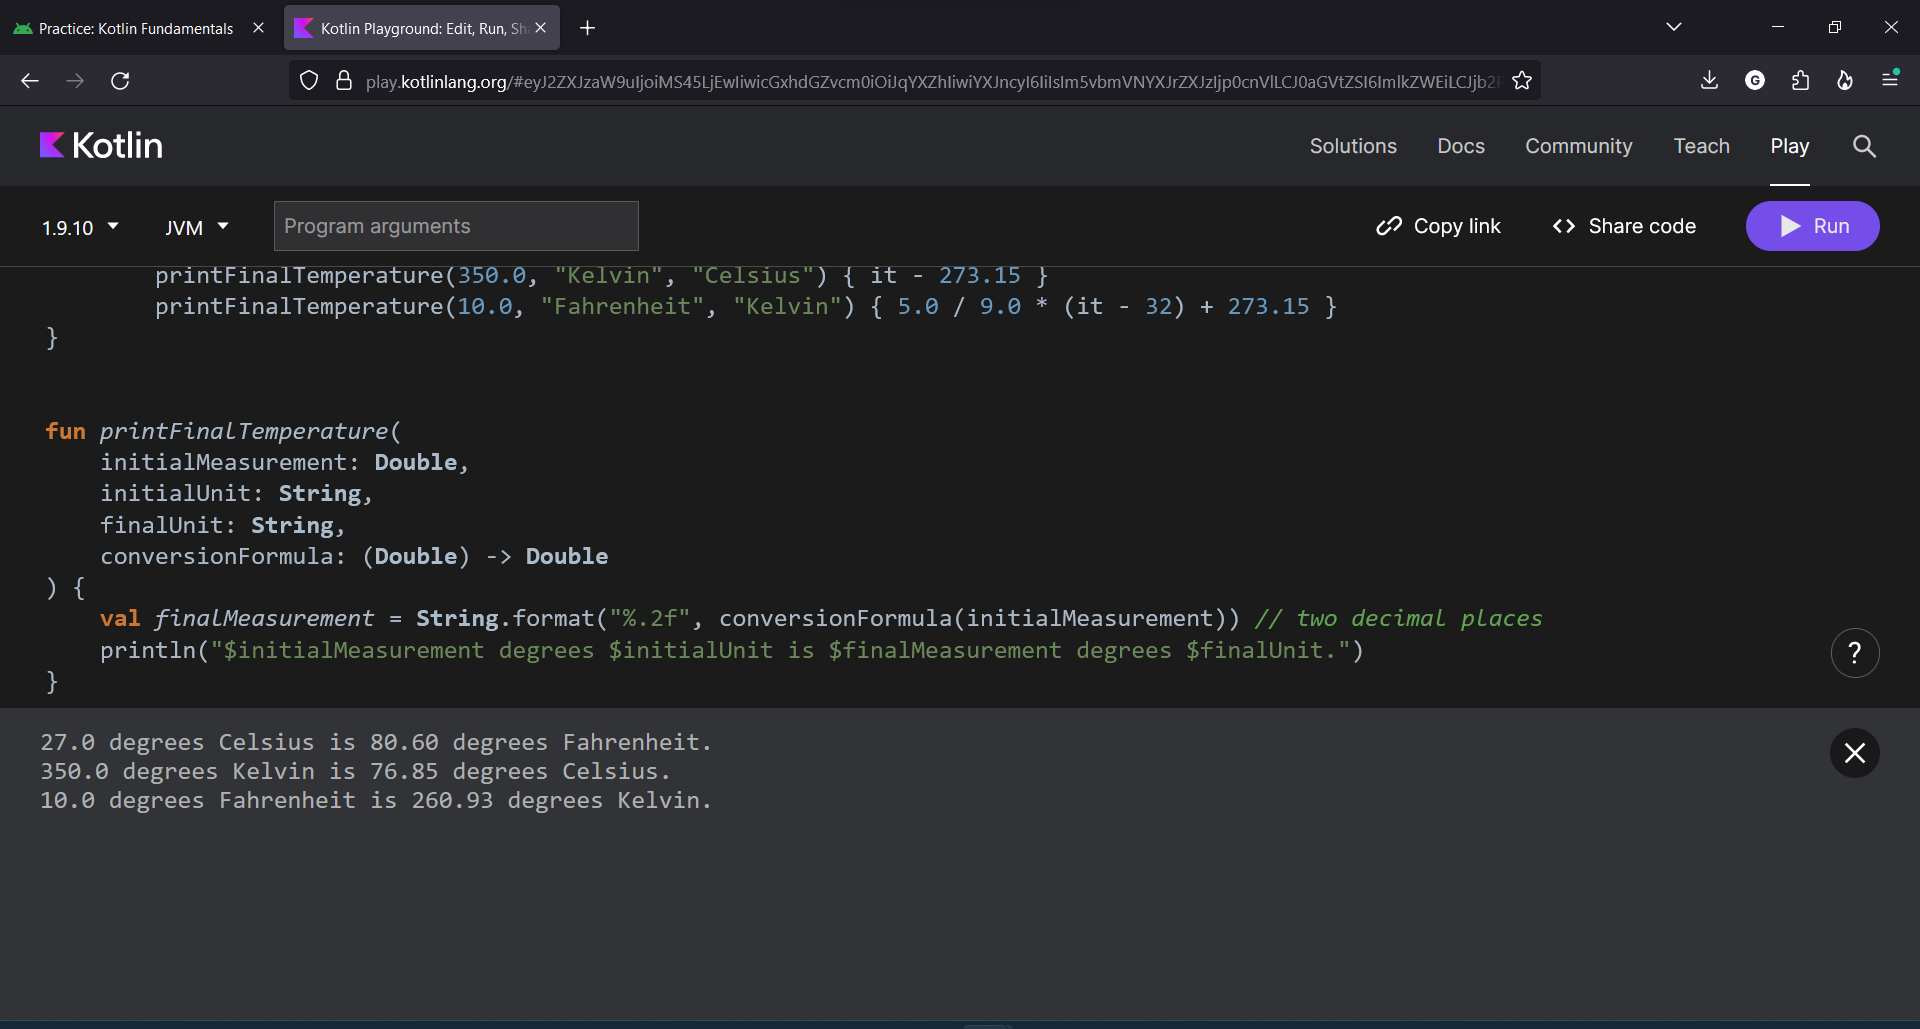 Practice: Kotlin Fundamentals
Kotlin Playground: Edit, Run, Sh
Kotlin
Solutions Docs Community Teach Play
1.9.10 JVM Program arguments Copy link Share code Run
printFinalTemperature(350.0, "Kelvin", "Celsius") { it - 273.15 }
printFinalTemperature(10.0, "Fahrenheit", "Kelvin") { 5.0 / 9.0 * (it - 32) + 273.15 }
}
fun printFinalTemperature(
initialMeasurement: Double,
initialUnit: String,
finalUnit: String,
conversionFormula: (Double) -> Double
) {
val finalMeasurement = String.format("%.2f", conversionFormula(initialMeasurement)) // two decimal places
println("$initialMeasurement degrees $initialUnit is $finalMeasurement degrees $finalUnit.")
}
?
27.0 degrees Celsius is 80.60 degrees Fahrenheit.
350.0 degrees Kelvin is 76.85 degrees Celsius.
10.0 degrees Fahrenheit is 260.93 degrees Kelvin.